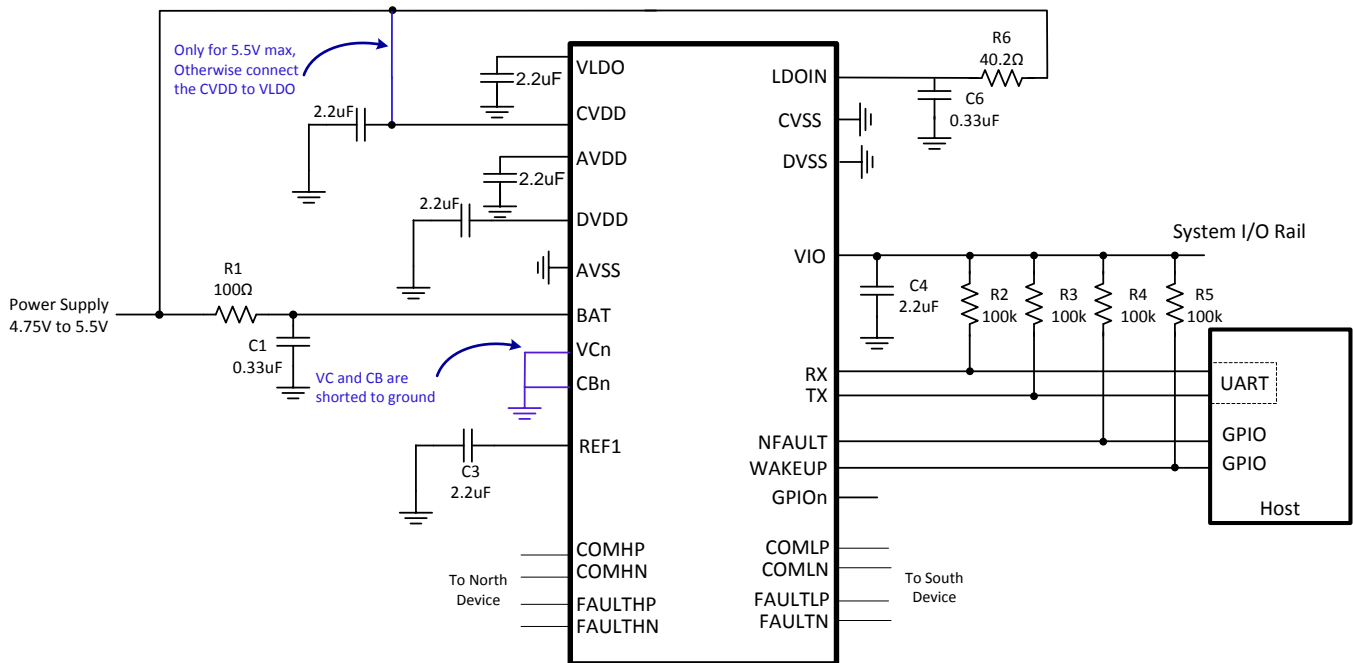 Only for 5.5V max,
Otherwise connect
the CVDD to VLDO
2.2uF
VLDO
2.2uF
CVDD
AVDD
2.2uF
2.2uF
DVDD
AVSS
R1
100Ω
Power Supply
4.75V to 5.5V
BAT
C1
0.33uF
VCn
CBn
VC and CB are
shorted to ground
REF1
C3
2.2uF
COMHP
COMHN
To North
Device
FAULTHP
FAULTHN
R6
40.2Ω
LDOIN
C6
0.33uF
CVSS
DVSS
System I/O Rail
VIO
C4
2.2uF
R2
100k
R3
100k
R4
100k
R5
100k
RX
TX
UART
NFAULT
GPIO
WAKEUP
GPIO
GPIOn
Host
COMLP
COMLN
To South
Device
FAULTLP
FAULTN